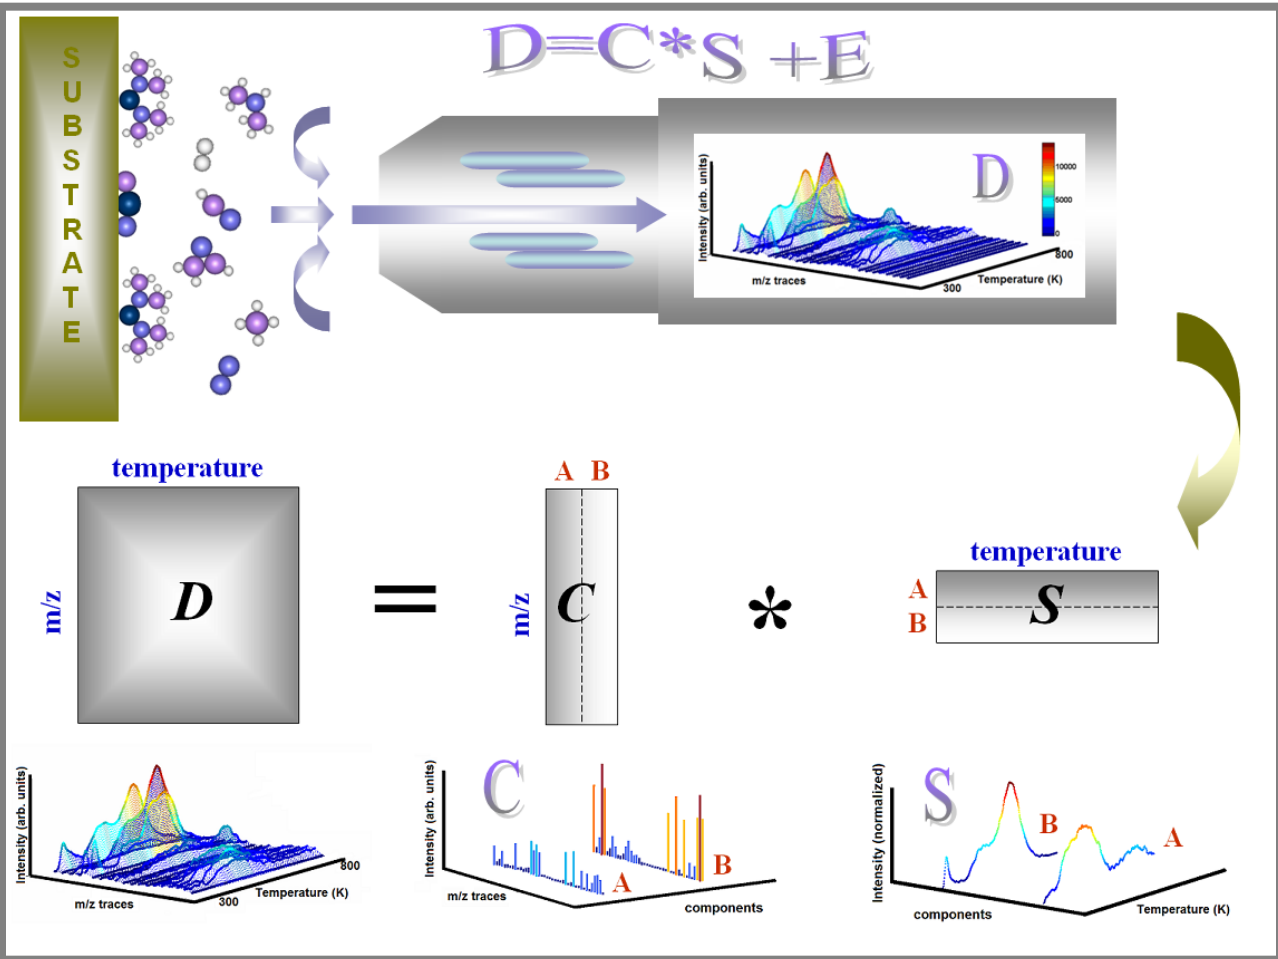 D=C*S +E
SUBSTRATE
D
Intensity (arb. units)
m/z traces
300
Temperature (K)
800
10000
5000
0
temperature
m/z
D
=
A B
m/z
C
*
temperature
A
B
S
Intensity (arb. units)
m/z traces
300
Temperature (K)
800
C
Intensity (arb. units)
m/z traces
A
B
components
S
Intensity (normalized)
components
B
A
Temperature (K)